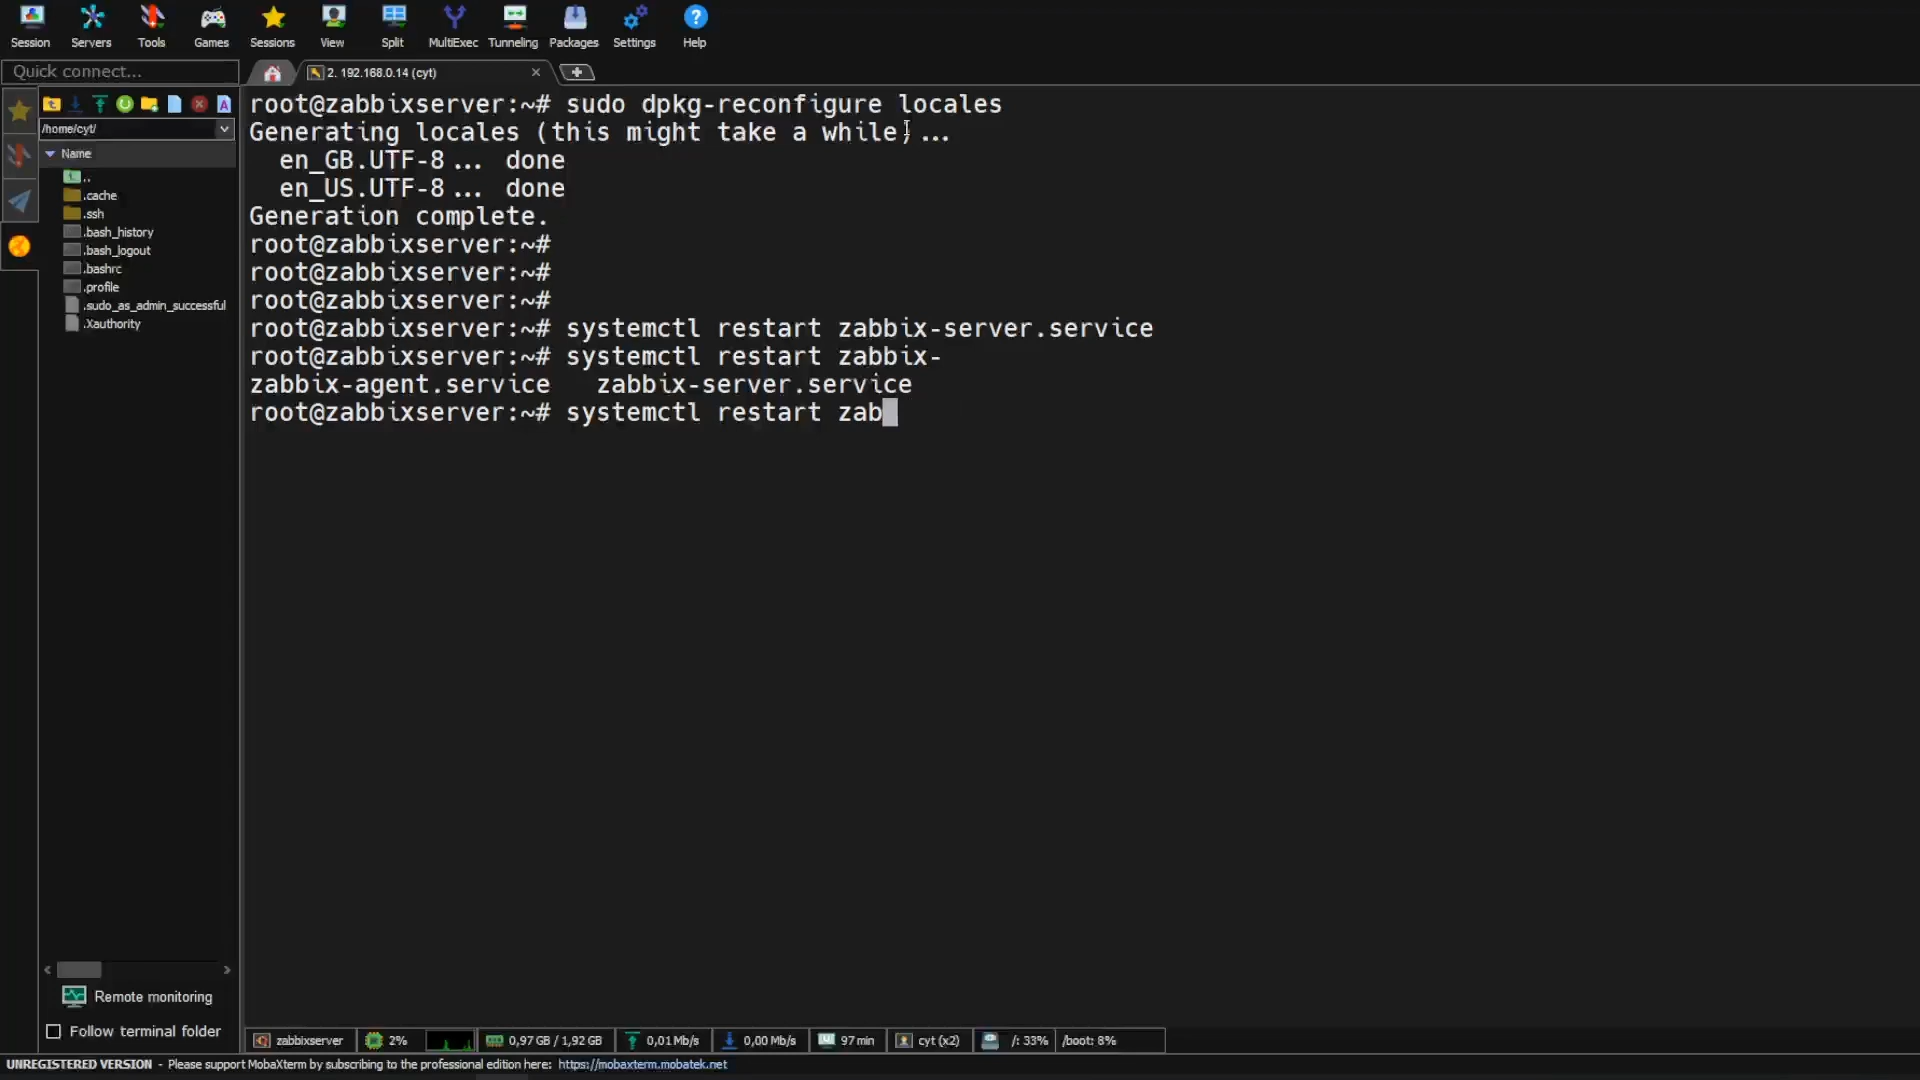 Session Servers Tools Games Sessions View Split MultiExec Tunneling Packages Settings Help
Quick connect...
2. 192.168.0.14 (cyt)
/home/cyt/
Name
..
.cache
.ssh
.bash_history
.bash_logout
.bashrc
.profile
.sudo_as_admin_successful
.Xauthority
root@zabbixserver:~# sudo dpkg-reconfigure locales
Generating locales (this might take a while)...
en_GB.UTF-8... done
en_US.UTF-8... done
Generation complete.
root@zabbixserver:~#
root@zabbixserver:~#
root@zabbixserver:~#
root@zabbixserver:~# systemctl restart zabbix-server.service
root@zabbixserver:~# systemctl restart zabbix-
zabbix-agent.service zabbix-server.service
root@zabbixserver:~# systemctl restart zab
Remote monitoring
Follow terminal folder
zabbixserver 2% 0,97 GB / 1,92 GB 0,01 Mb/s 0,00 Mb/s 97 min cyt (x2) /: 33% /boot: 8%
UNREGISTERED VERSION - Please support MobaXterm by subscribing to the professional edition here: https://mobaxterm.mobatek.net